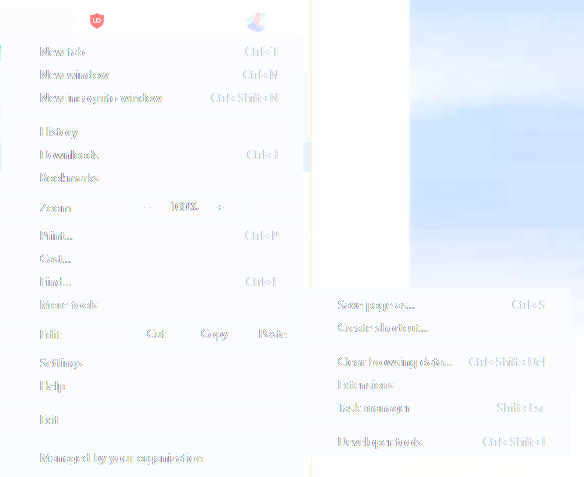 New tab Ctrl+T
New window Ctrl+N
New incognito window Ctrl+Shift+N
History
Downloads Ctrl+J
Bookmarks
Zoom - 100% +
Print... Ctrl+P
Cast...
Find... Ctrl+F
More tools
Edit Cut Copy Paste
Settings
Help
Exit
Managed by your organisation
Save page as... Ctrl+S
Create shortcut...
Clear browsing data... Ctrl+Shift+Del
Extensions
Task manager Shift+Esc
Developer tools Ctrl+Shift+I